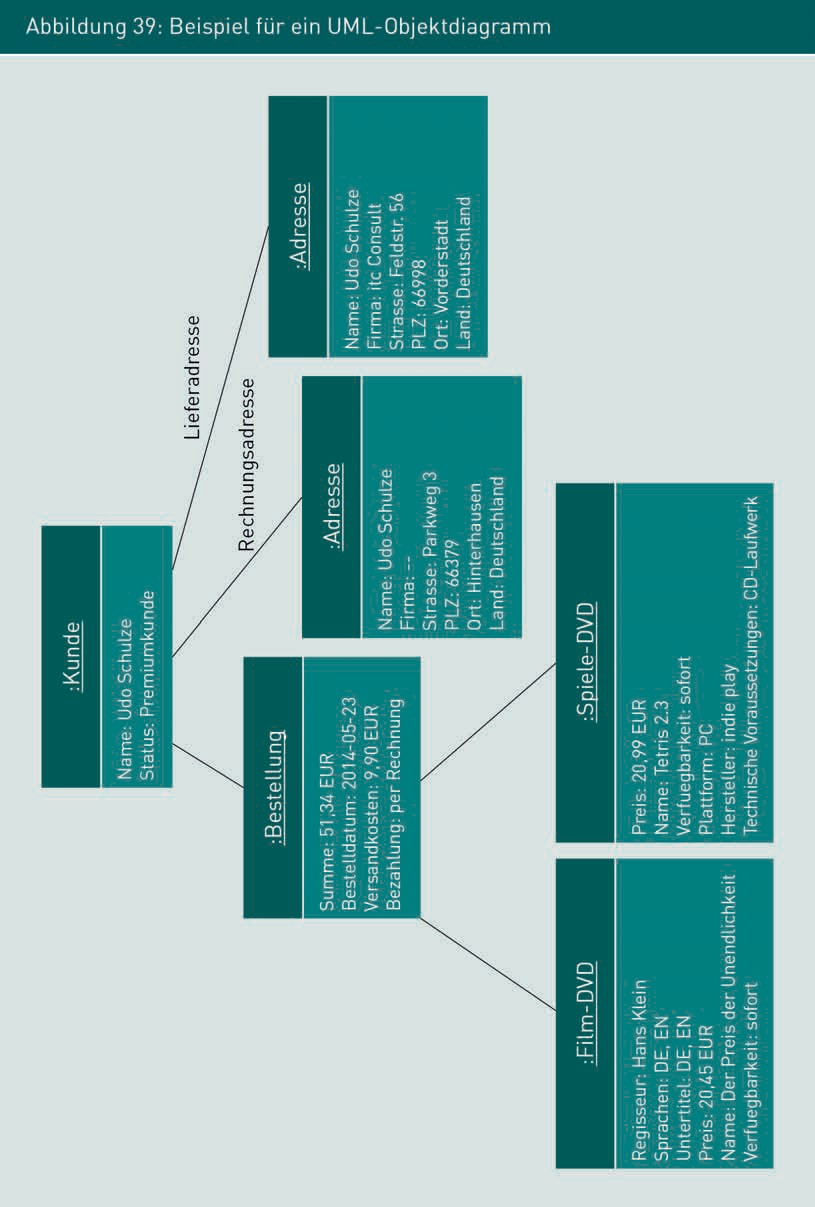 Abbildung 39: Beispiel für ein UML-Objektdiagramm
:Kunde
Name: Udo Schulze
Status: Premiumkunde
Lieferadresse
Rechnungsadresse
:Bestellung
Summe: 51,34 EUR
Bestelldatum: 2014-05-23
Versandkosten: 9,90 EUR
Bezahlung: per Rechnung
:Adresse
Name: Udo Schulze
Firma: --
Strasse: Parkweg 3
PLZ: 66379
Ort: Hinterhausen
Land: Deutschland
:Adresse
Name: Udo Schulze
Firma: itc Consult
Strasse: Feldstr. 56
PLZ: 66998
Ort: Vorderstadt
Land: Deutschland
:Film-DVD
Regisseur: Hans Klein
Sprachen: DE, EN
Untertitel: DE, EN
Preis: 20,45 EUR
Name: Der Preis der Unendlichkeit
Verfuegbarkeit: sofort
:Spiele-DVD
Preis: 20,99 EUR
Name: Tetris 2.3
Verfuegbarkeit: sofort
Plattform: PC
Hersteller: indie play
Technische Voraussetzungen: CD-Laufwerk